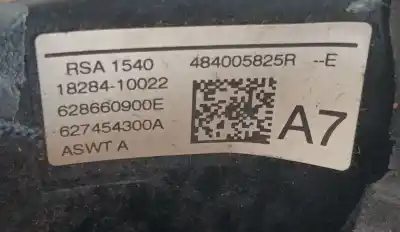 RSA 1540 484005825R --E
18284-10022
628660900E
627454300A
ASWT A
A7